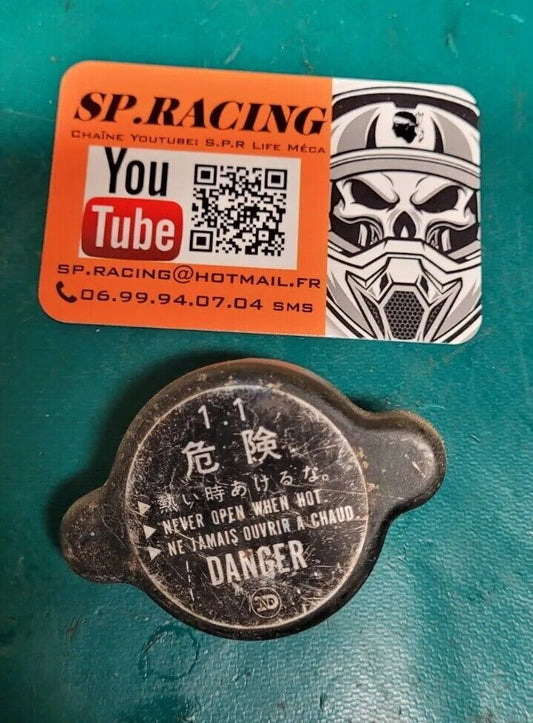 SP.RACING
CHAÎNE YOUTUBE: S.P.R LIFE MÉCA
You
Tube
SP.RACING@HOTMAIL.FR
06.99.94.07.04 SMS
1.1
危険
熱い時あけるな。
NEVER OPEN WHEN HOT.
NE JAMAIS OUVRIR À CHAUD
DANGER